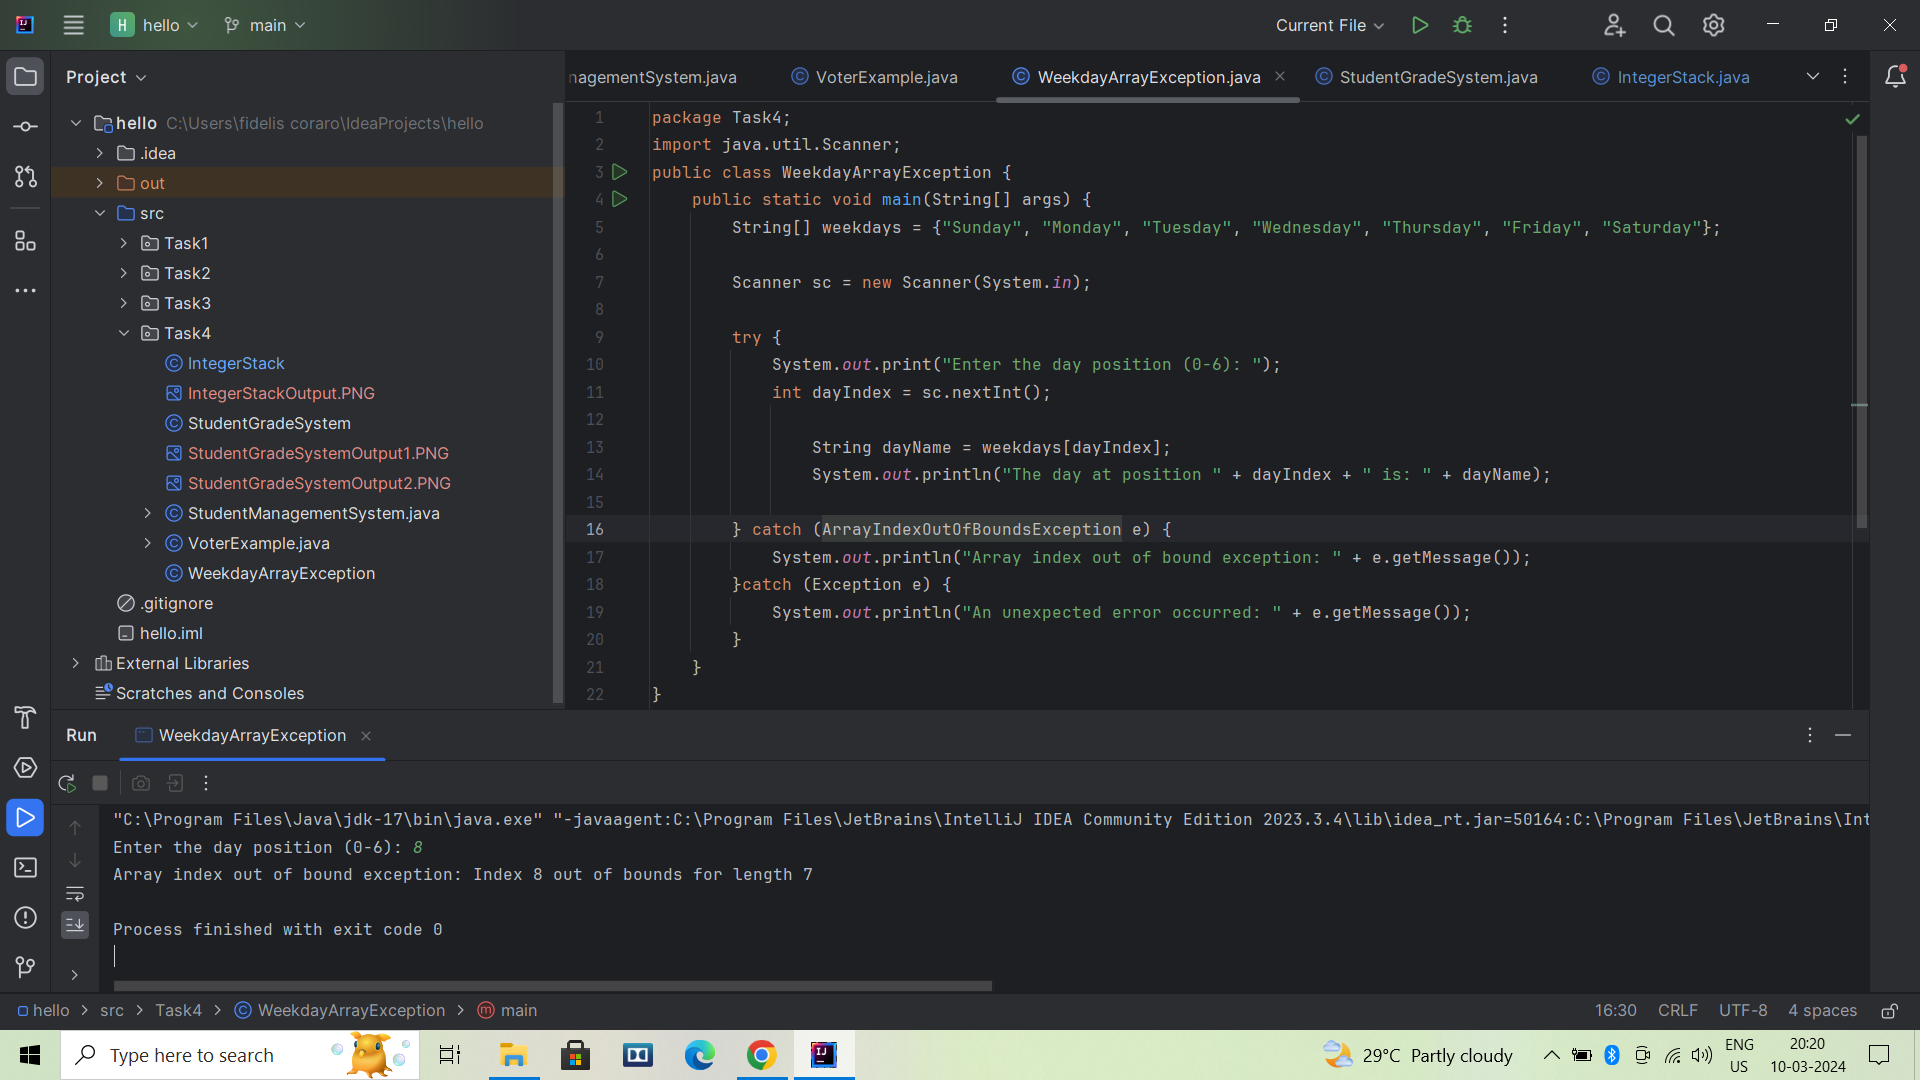 H hello main Current File
Project
nagementSystem.java VoterExample.java WeekdayArrayException.java StudentGradeSystem.java IntegerStack.java
hello C:\Users\fidelis coraro\IdeaProjects\hello
.idea
out
src
Task1
Task2
Task3
Task4
IntegerStack
IntegerStackOutput.PNG
StudentGradeSystem
StudentGradeSystemOutput1.PNG
StudentGradeSystemOutput2.PNG
StudentManagementSystem.java
VoterExample.java
WeekdayArrayException
.gitignore
hello.iml
External Libraries
Scratches and Consoles
1 package Task4;
2 import java.util.Scanner;
3 public class WeekdayArrayException {
4 public static void main(String[] args) {
5 String[] weekdays = {"Sunday", "Monday", "Tuesday", "Wednesday", "Thursday", "Friday", "Saturday"};
6
7 Scanner sc = new Scanner(System.in);
8
9 try {
10 System.out.print("Enter the day position (0-6): ");
11 int dayIndex = sc.nextInt();
12
13 String dayName = weekdays[dayIndex];
14 System.out.println("The day at position " + dayIndex + " is: " + dayName);
15
16 } catch (ArrayIndexOutOfBoundsException e) {
17 System.out.println("Array index out of bound exception: " + e.getMessage());
18 }catch (Exception e) {
19 System.out.println("An unexpected error occurred: " + e.getMessage());
20 }
21 }
22 }
Run WeekdayArrayException
"C:\Program Files\Java\jdk-17\bin\java.exe" "-javaagent:C:\Program Files\JetBrains\IntelliJ IDEA Community Edition 2023.3.4\lib\idea_rt.jar=50164:C:\Program Files\JetBrains\Int
Enter the day position (0-6): 8
Array index out of bound exception: Index 8 out of bounds for length 7
Process finished with exit code 0
hello > src > Task4 > WeekdayArrayException > main 16:30 CRLF UTF-8 4 spaces
Type here to search 29°C Partly cloudy ENG US 20:20 10-03-2024